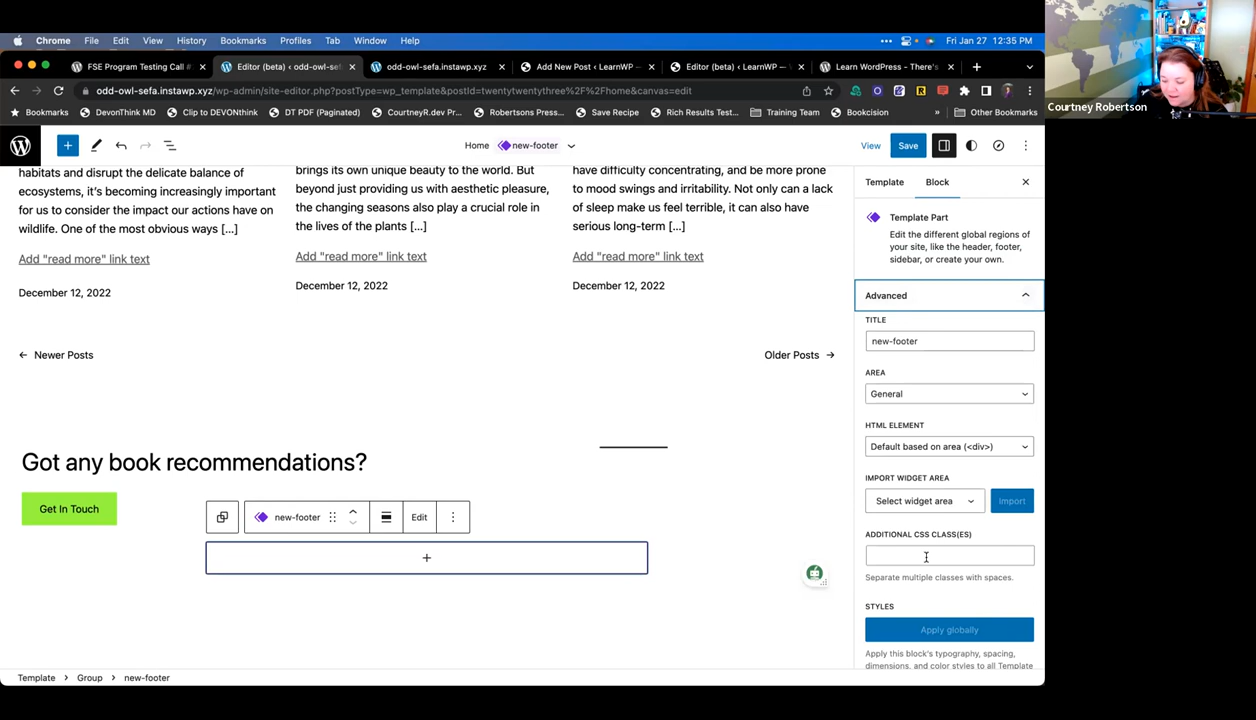 Chrome File Edit View History Bookmarks Profiles Tab Window Help
Fri Jan 27 12:35 PM
FSE Program Testing Call #
Editor (beta) ‹ odd-owl-sefa
odd-owl-sefa.instawp.xyz
Add New Post ‹ LearnWP —
Editor (beta) ‹ LearnWP —
Learn WordPress - There's
odd-owl-sefa.instawp.xyz/wp-admin/site-editor.php?postType=wp_template&postId=twentytwentythree%2F%2Fhome&canvas=edit
Bookmarks
DevonThink MD
Clip to DEVONthink
DT PDF (Paginated)
CourtneyR.dev Pr...
Robertsons Press...
Save Recipe
Rich Results Test...
Training Team
Bookcision
»
Other Bookmarks
Courtney Robertson
Home
new-footer
View
Save
habitats and disrupt the delicate balance of
ecosystems, it's becoming increasingly important
for us to consider the impact our actions have on
wildlife. One of the most obvious ways [...]
Add "read more" link text
December 12, 2022
brings its own unique beauty to the world. But
beyond just providing us with aesthetic pleasure,
the changing seasons also play a crucial role in
the lives of the plants [...]
Add "read more" link text
December 12, 2022
have difficulty concentrating, and be more prone
to mood swings and irritability. Not only can a lack
of sleep make us feel terrible, it can also have
serious long-term [...]
Add "read more" link text
December 12, 2022
← Newer Posts
Older Posts →
Got any book recommendations?
Get In Touch
new-footer
Edit
Template
Block
Template Part
Edit the different global regions of
your site, like the header, footer,
sidebar, or create your own.
Advanced
TITLE
new-footer
AREA
General
HTML ELEMENT
Default based on area (<div>)
IMPORT WIDGET AREA
Select widget area
Import
ADDITIONAL CSS CLASS(ES)
Separate multiple classes with spaces.
STYLES
Apply globally
Apply this block's typography, spacing,
dimensions, and color styles to all Template
Template > Group > new-footer